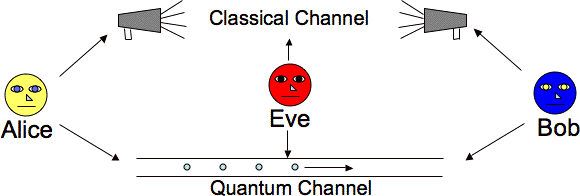 Classical Channel
Alice
Eve
Bob
Quantum Channel